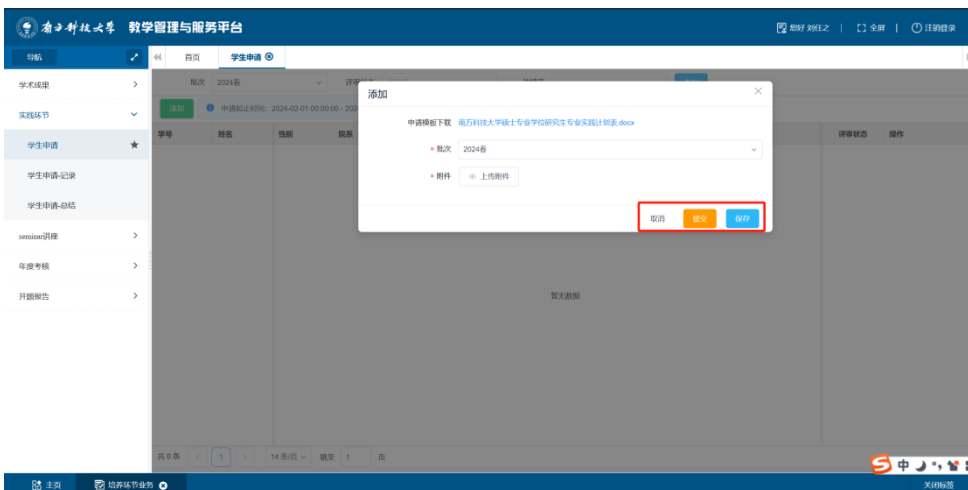 南方科技大学 教学管理与服务平台
您好 刘任之 | 全屏 | 注销登录
导航
首页 学生申请
学术成果
实践环节
学生申请
学生申请-记录
学生申请-总结
seminar讲座
年度考核
开题报告
批次 2024春
添加 申请起止时间: 2024-02-01 00:00:00 - 202
学号 姓名 性别 院系 评审状态 操作
添加
申请模板下载 南方科技大学硕士专业学位研究生专业实践计划表.docx
* 批次 2024春
* 附件 上传附件
取消 提交 保存
暂无数据
共 0 条 1 14 条/页 跳至 1 页
中
主页 培养环节业务 关闭标签